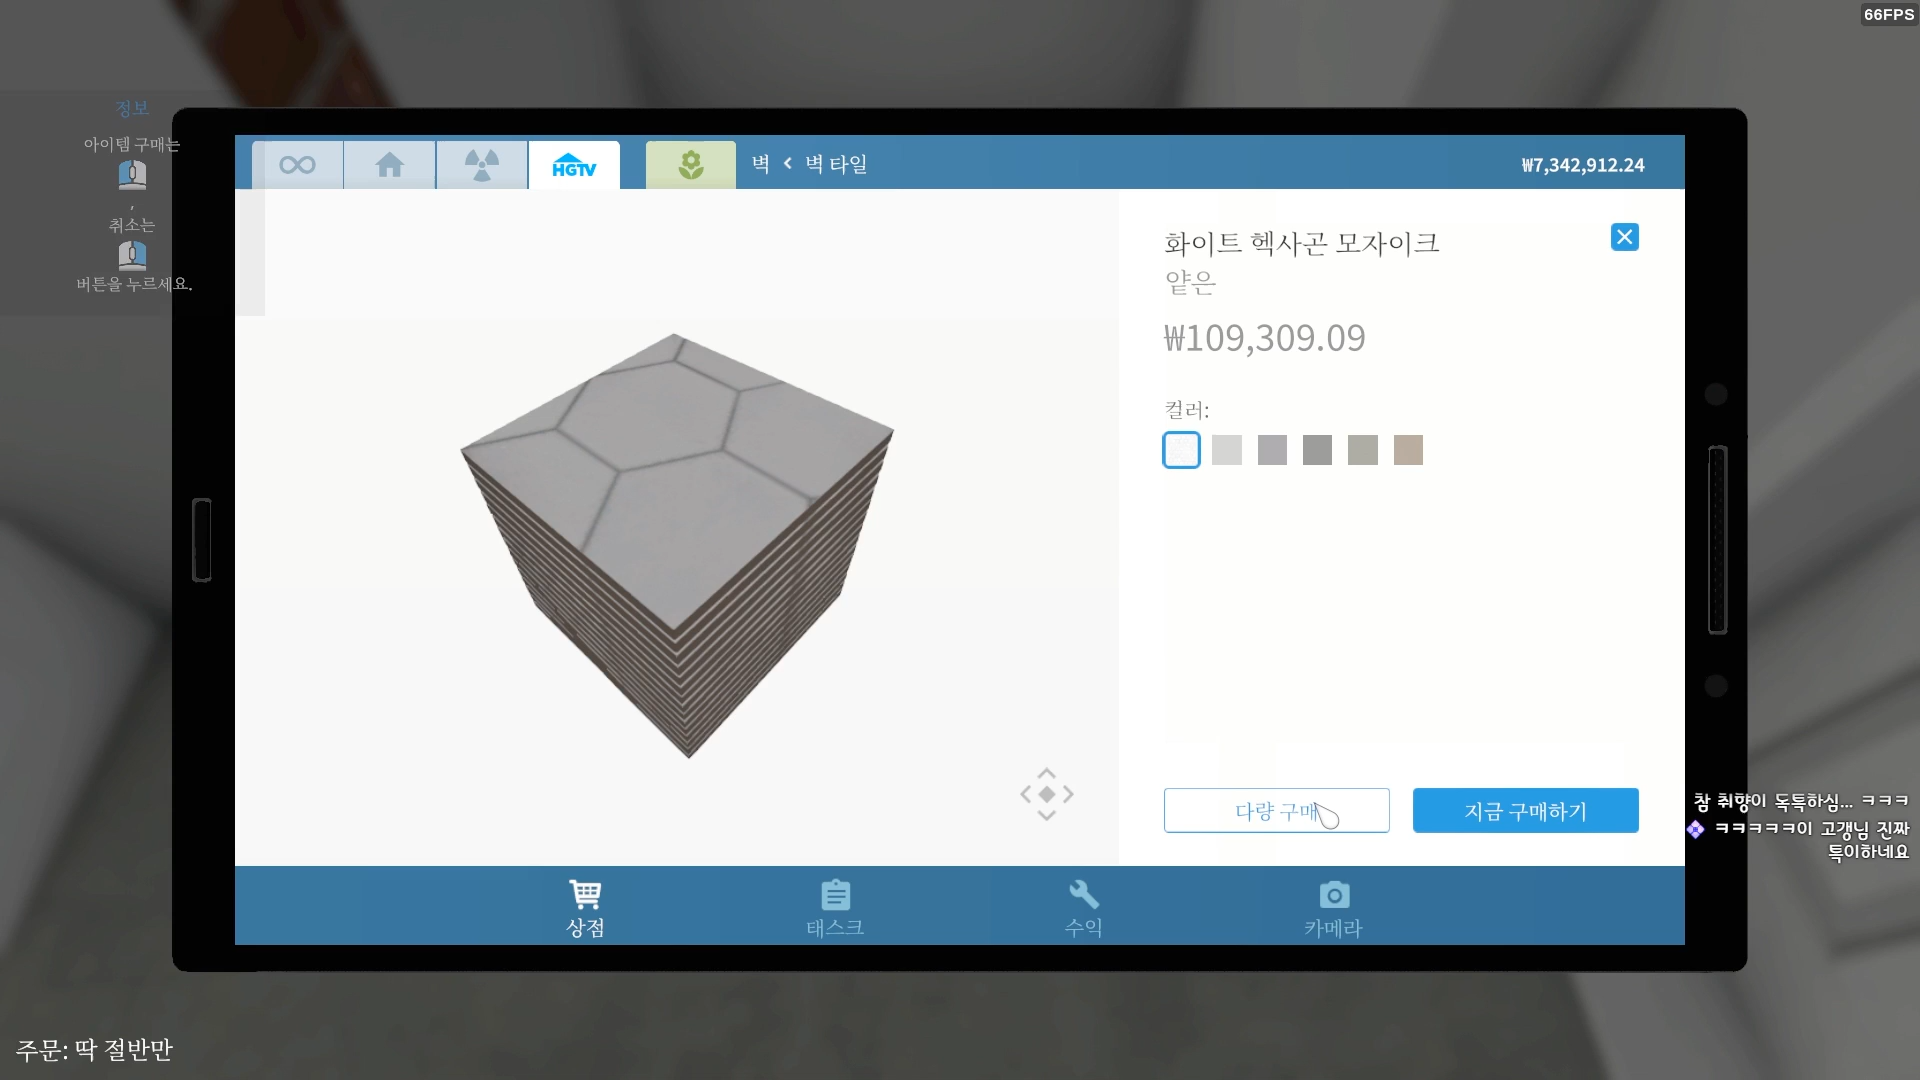 66FPS
정보
아이템 구매는
,
취소는
버튼을 누르세요.
HGTV
벽 < 벽 타일
₩7,342,912.24
화이트 헥사곤 모자이크
얕은
₩109,309.09
컬러:
다량 구매
지금 구매하기
참 취향이 독특하심... ㅋㅋㅋ
ㅋㅋㅋㅋㅋ이 고갱님 진짜
특이하네요
상점
태스크
수익
카메라
주문: 딱 절반만